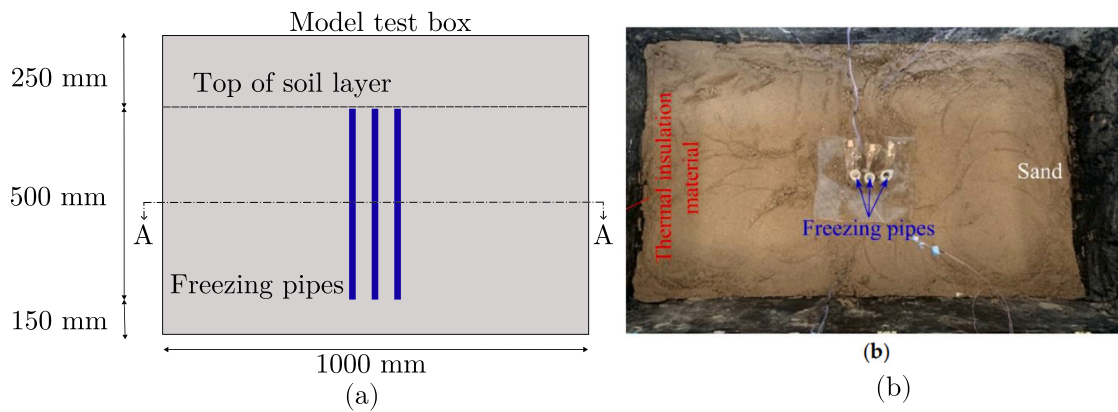 Model test box
250 mm
Top of soil layer
500 mm
A
A
Freezing pipes
150 mm
1000 mm
(a)
Thermal insulation
material
Sand
Freezing pipes
(b)
(b)